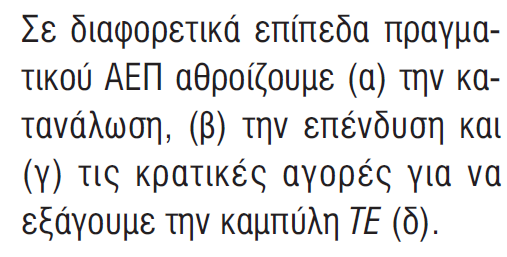 Σε διαφορετικά επίπεδα πραγμα-
τικού ΑΕΠ αθροίζουμε (α) την κα-
τανάλωση, (β) την επένδυση και
(γ) τις κρατικές αγορές για να
εξάγουμε την καμπύλη ΤΕ (δ).